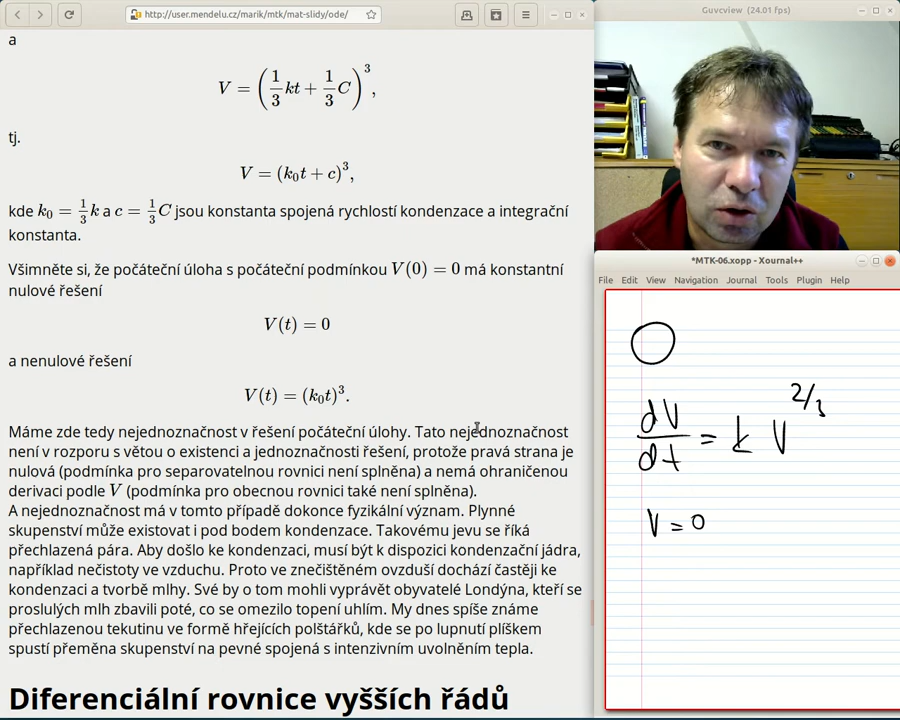 http://user.mendelu.cz/marik/mtk/mat-slidy/ode/
Guvcview (24.01 fps)
a
V = (1/3 kt + 1/3 C)^3,
tj.
V = (k₀t + c)^3,
kde k₀ = 1/3 k a c = 1/3 C jsou konstanta spojená rychlostí kondenzace a integrační
konstanta.
Všimněte si, že počáteční úloha s počáteční podmínkou V(0) = 0 má konstantní
nulové řešení
V(t) = 0
a nenulové řešení
V(t) = (k₀t)^3.
Máme zde tedy nejednoznačnost v řešení počáteční úlohy. Tato nejednoznačnost
není v rozporu s větou o existenci a jednoznačnosti řešení, protože pravá strana je
nulová (podmínka pro separovatelnou rovnici není splněna) a nemá ohraničenou
derivaci podle V (podmínka pro obecnou rovnici také není splněna).
A nejednoznačnost má v tomto případě dokonce fyzikální význam. Plynné
skupenství může existovat i pod bodem kondenzace. Takovému jevu se říká
přechlazená pára. Aby došlo ke kondenzaci, musí být k dispozici kondenzační jádra,
například nečistoty ve vzduchu. Proto ve znečištěném ovzduší dochází častěji ke
kondenzaci a tvorbě mlhy. Své by o tom mohli vyprávět obyvatelé Londýna, kteří se
proslulých mlh zbavili poté, co se omezilo topení uhlím. My dnes spíše známe
přechlazenou tekutinu ve formě hřejících polštářků, kde se po lupnutí plíškem
spustí přeměna skupenství na pevné spojená s intenzivním uvolněním tepla.
Diferenciální rovnice vyšších řádů
*MTK-06.xopp - Xournal++
File Edit View Navigation Journal Tools Plugin Help
dV/dt = k V^2/3
V = 0